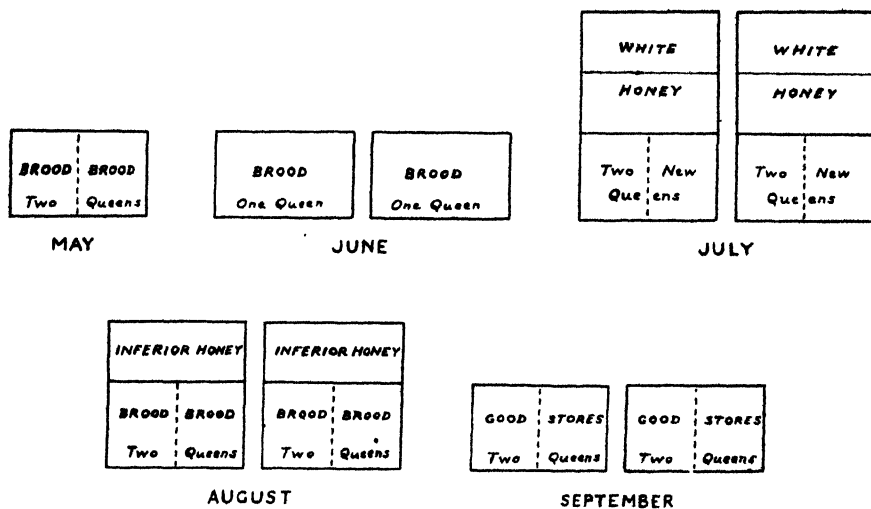 WHITE
HONEY
Two New
Queens
WHITE
HONEY
Two New
Queens
BROOD BROOD
Two Queens
BROOD
One Queen
BROOD
One Queen
MAY
JUNE
JULY
INFERIOR HONEY
BROOD BROOD
Two Queens
INFERIOR HONEY
BROOD BROOD
Two Queens
GOOD STORES
Two Queens
GOOD STORES
Two Queens
AUGUST
SEPTEMBER